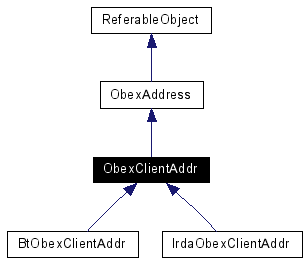 ReferableObject
ObexAddress
ObexClientAddr
BtObexClientAddr
IrdaObexClientAddr